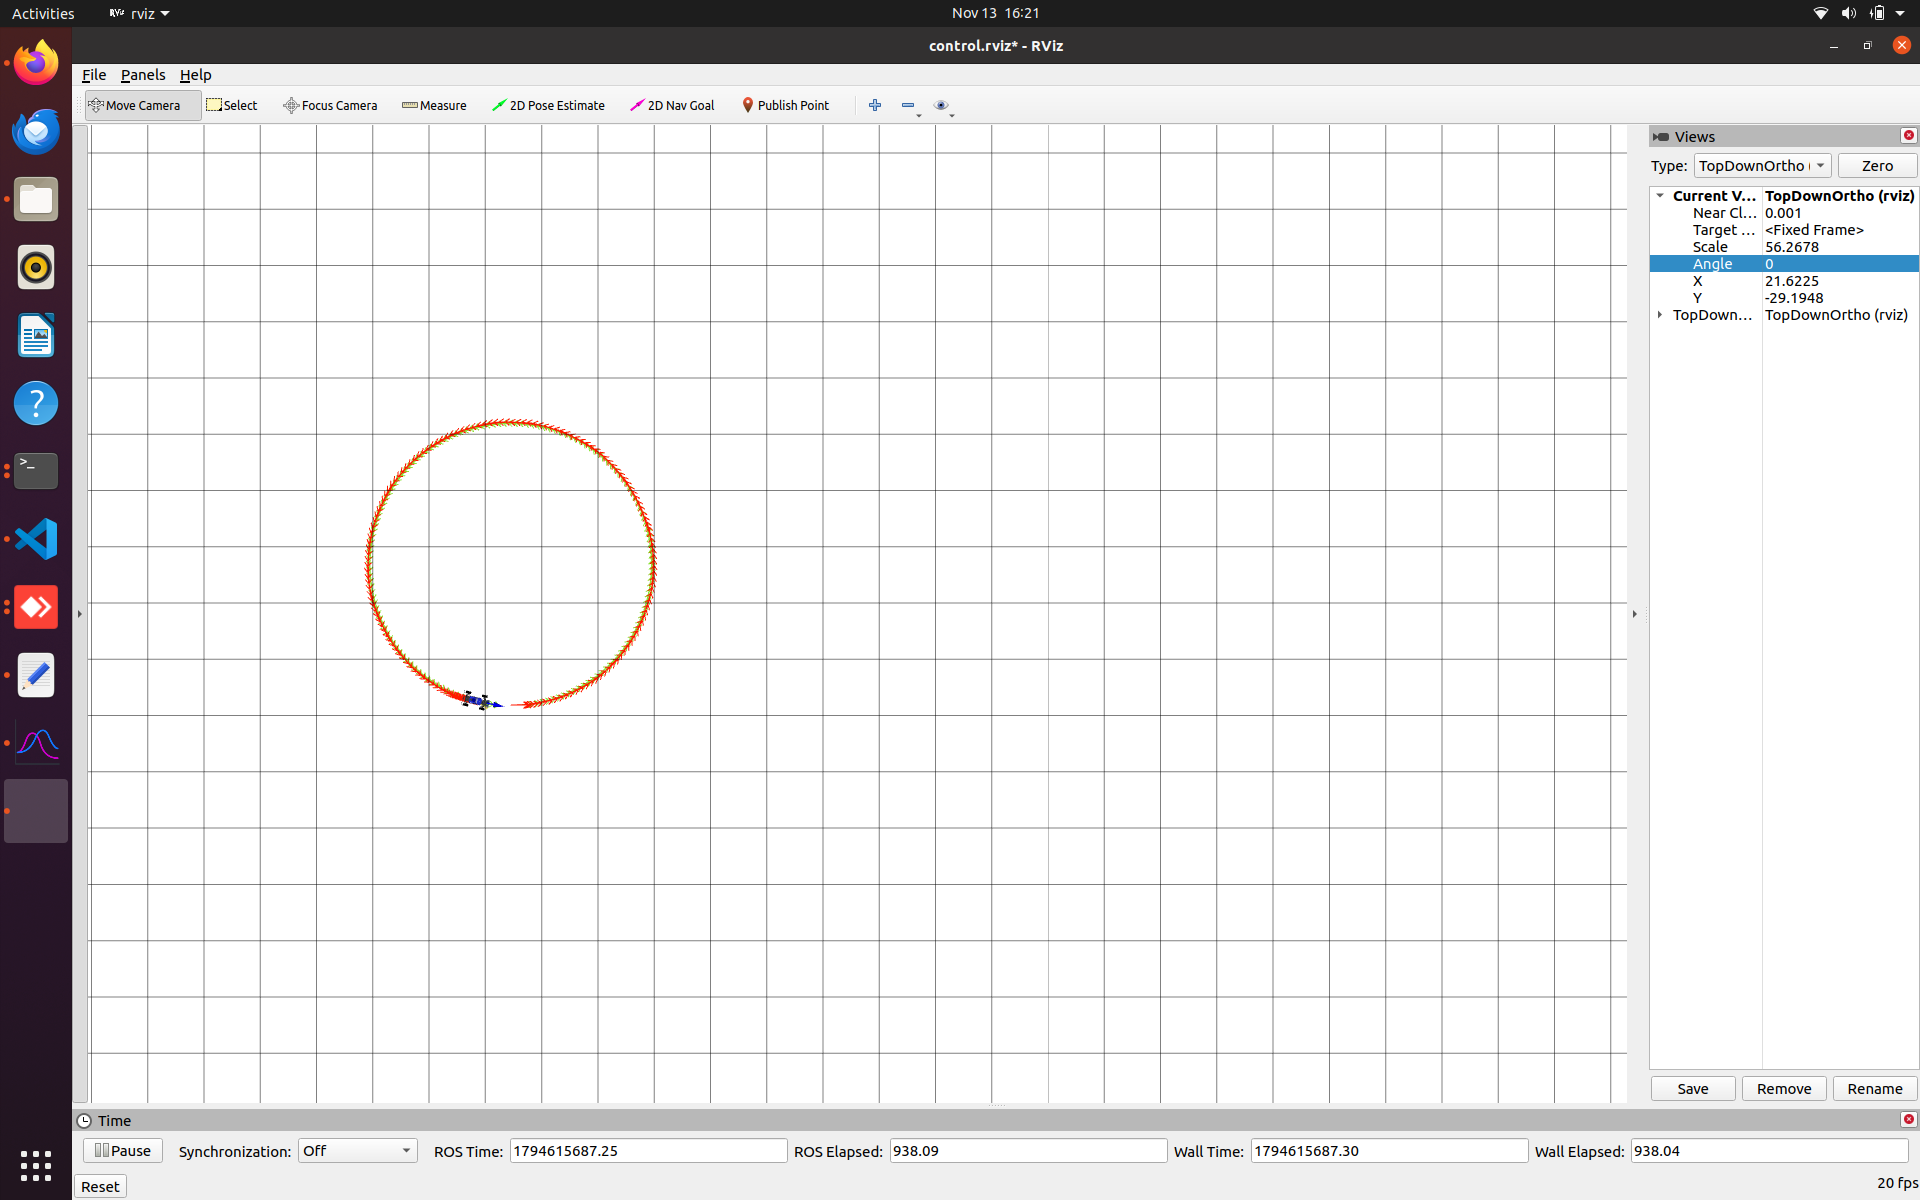 Activities rviz Nov 13 16:21
control.rviz* - RViz
File Panels Help
Move Camera Select Focus Camera Measure 2D Pose Estimate 2D Nav Goal Publish Point
Views
Type: TopDownOrtho ( Zero
Current V... TopDownOrtho (rviz)
Near Cl... 0.001
Target ... <Fixed Frame>
Scale 56.2678
Angle 0
X 21.6225
Y -29.1948
TopDown... TopDownOrtho (rviz)
Save Remove Rename
Time
Pause Synchronization: Off ROS Time: 1794615687.25 ROS Elapsed: 938.09 Wall Time: 1794615687.30 Wall Elapsed: 938.04
Reset 20 fps